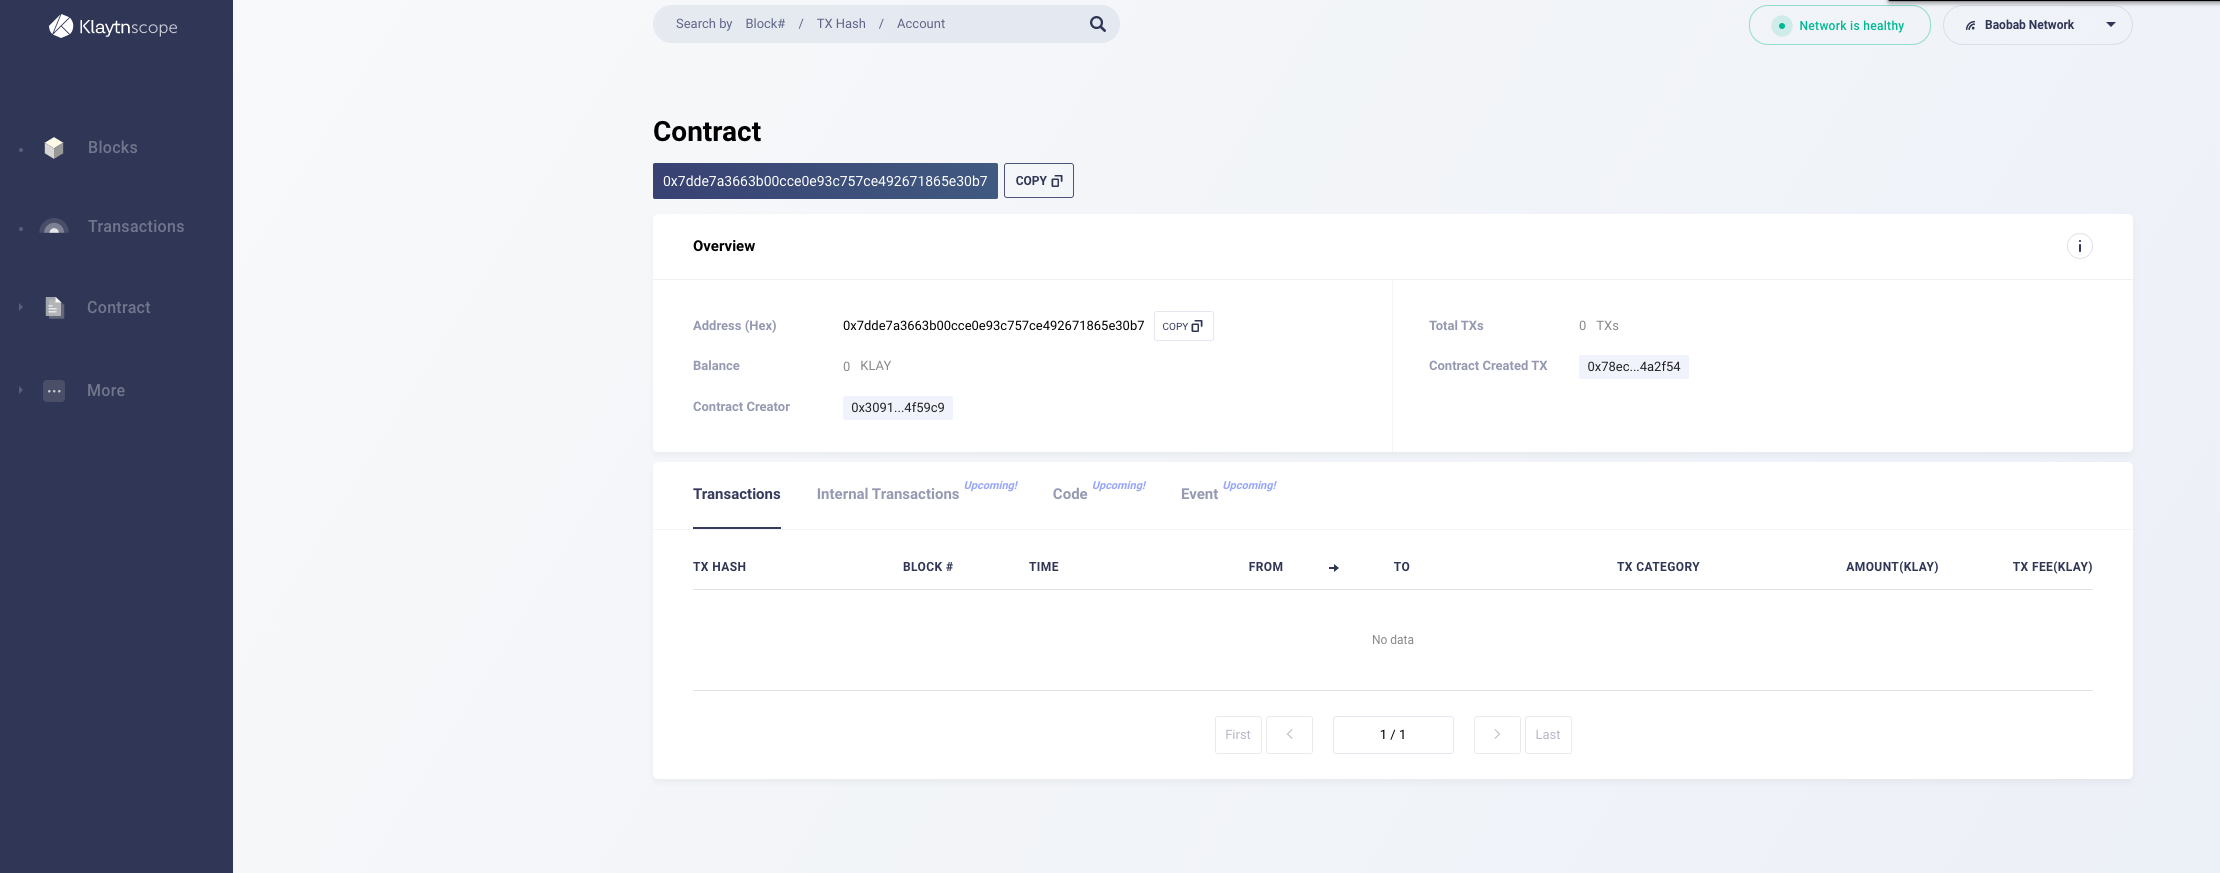 Klaytnscope
Search by Block# / TX Hash / Account
Network is healthy
Baobab Network
Blocks
Transactions
Contract
More
Contract
0x7dde7a3663b00cce0e93c757ce492671865e30b7 COPY
Overview
i
Address (Hex) 0x7dde7a3663b00cce0e93c757ce492671865e30b7 COPY
Balance 0 KLAY
Contract Creator 0x3091...4f59c9
Total TXs 0 TXs
Contract Created TX 0x78ec...4a2f54
Transactions Internal Transactions Upcoming! Code Upcoming! Event Upcoming!
TX HASH BLOCK # TIME FROM → TO TX CATEGORY AMOUNT(KLAY) TX FEE(KLAY)
No data
First < 1 / 1 > Last